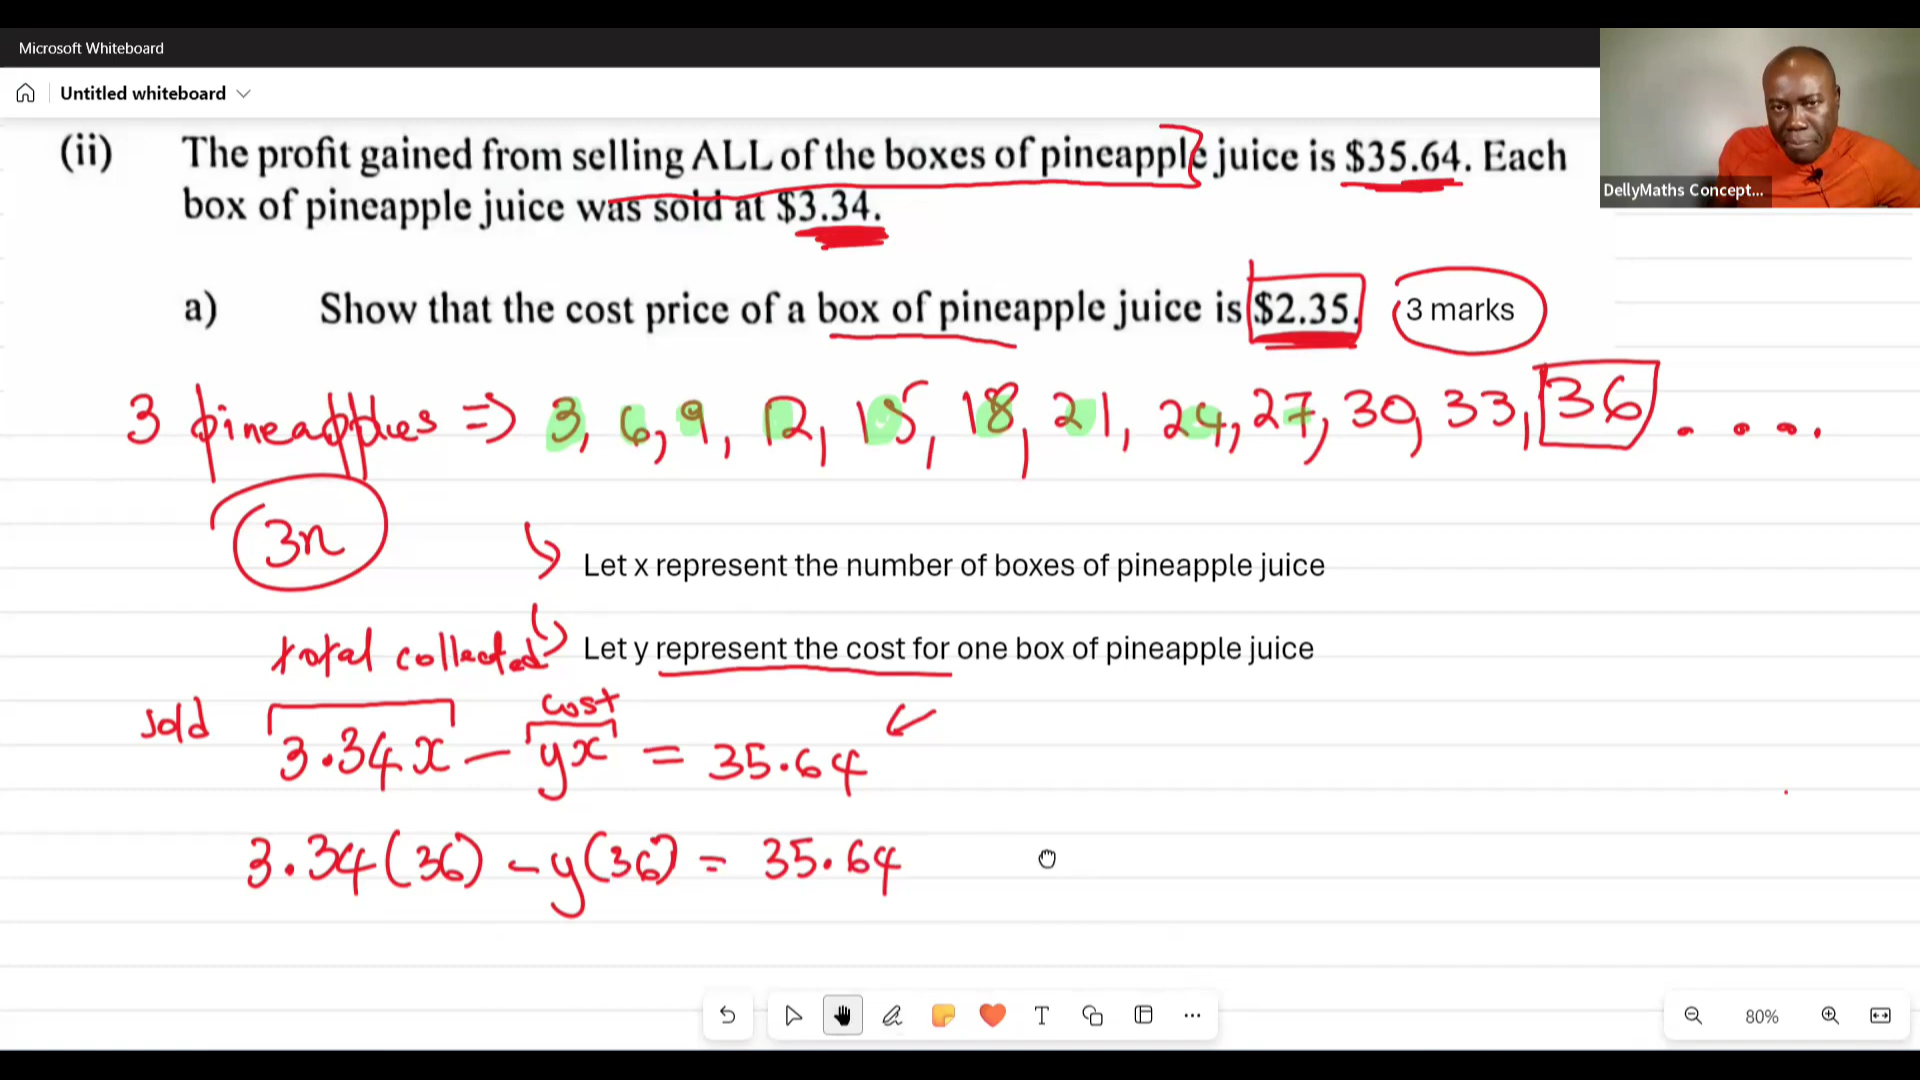 Microsoft Whiteboard
Untitled whiteboard
DellyMaths Concept...
(ii) The profit gained from selling ALL of the boxes of pineapple juice is $35.64. Each
box of pineapple juice was sold at $3.34.
a) Show that the cost price of a box of pineapple juice is $2.35. 3 marks
3 pineapples => 3, 6, 9, 12, 15, 18, 21, 24, 27, 30, 33, 36 . . . .
3n
Let x represent the number of boxes of pineapple juice
total collected
Let y represent the cost for one box of pineapple juice
sold
cost
3.34x - yx = 35.64
3.34(36) - y(36) = 35.64
80%